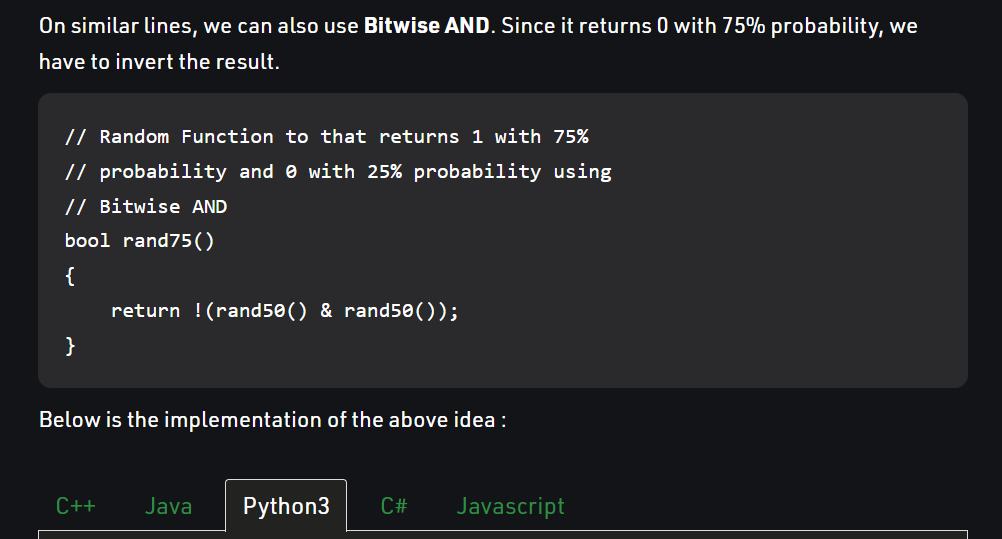 On similar lines, we can also use Bitwise AND. Since it returns 0 with 75% probability, we
have to invert the result.
// Random Function to that returns 1 with 75%
// probability and 0 with 25% probability using
// Bitwise AND
bool rand75()
{
    return !(rand50() & rand50());
}
Below is the implementation of the above idea :
C++ Java Python3 C# Javascript